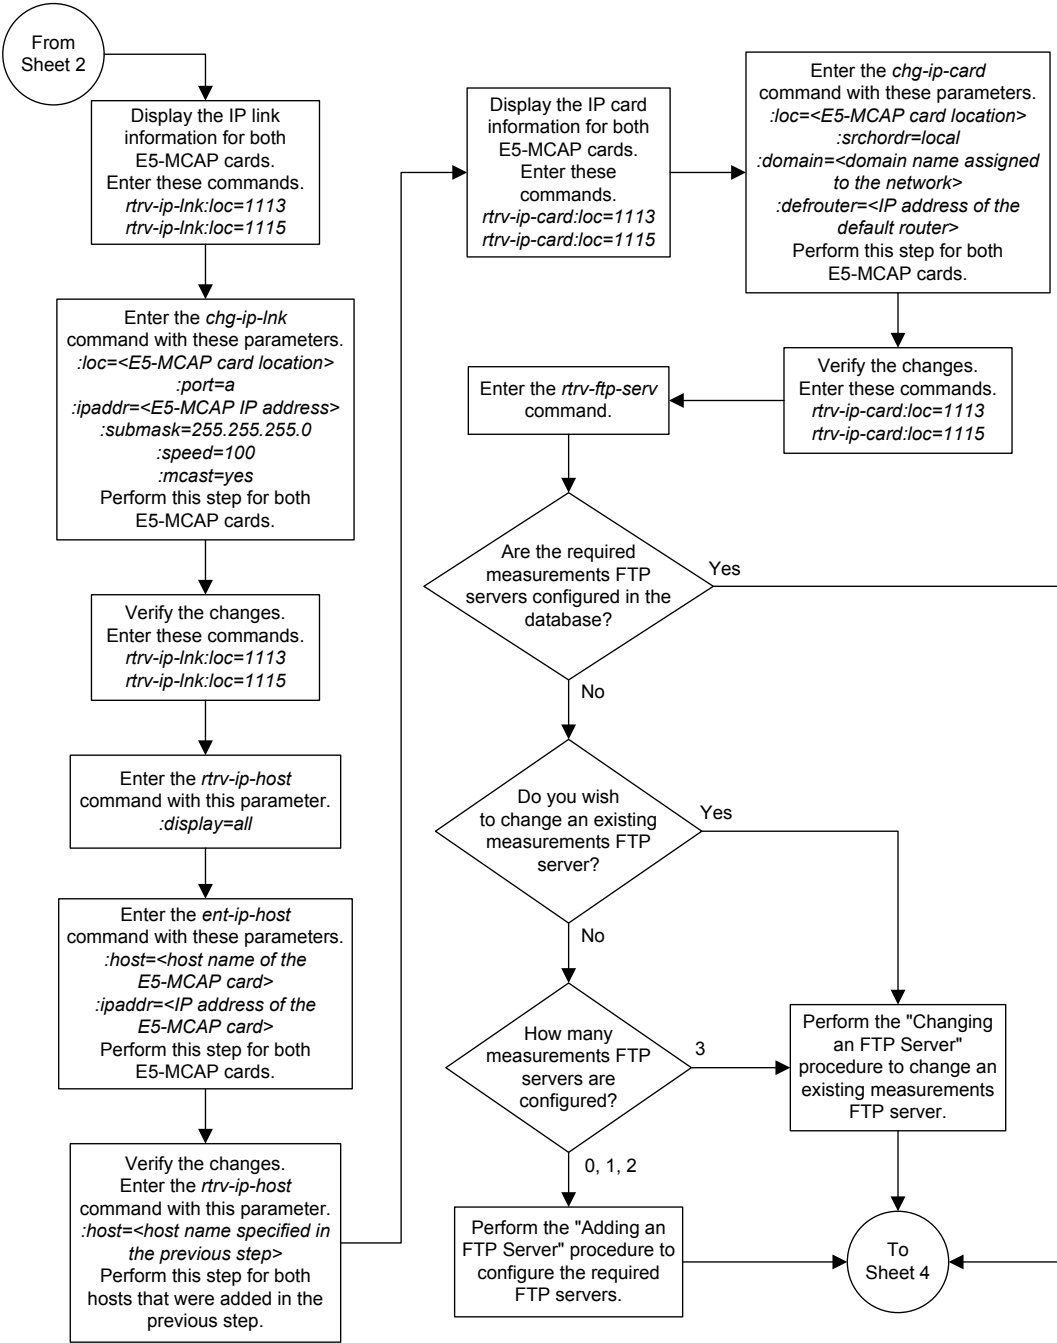 From
Sheet 2
Display the IP link
information for both
E5-MCAP cards.
Enter these commands.
rtrv-ip-lnk:loc=1113
rtrv-ip-lnk:loc=1115
Enter the chg-ip-lnk
command with these parameters.
:loc=<E5-MCAP card location>
:port=a
:ipaddr=<E5-MCAP IP address>
:submask=255.255.255.0
:speed=100
:mcast=yes
Perform this step for both
E5-MCAP cards.
Verify the changes.
Enter these commands.
rtrv-ip-lnk:loc=1113
rtrv-ip-lnk:loc=1115
Enter the rtrv-ip-host
command with this parameter.
:display=all
Enter the ent-ip-host
command with these parameters.
:host=<host name of the
E5-MCAP card>
:ipaddr=<IP address of the
E5-MCAP card>
Perform this step for both
E5-MCAP cards.
Verify the changes.
Enter the rtrv-ip-host
command with this parameter.
:host=<host name specified in
the previous step>
Perform this step for both
hosts that were added in the
previous step.
Display the IP card
information for both
E5-MCAP cards.
Enter these
commands.
rtrv-ip-card:loc=1113
rtrv-ip-card:loc=1115
Enter the chg-ip-card
command with these parameters.
:loc=<E5-MCAP card location>
:srchordr=local
:domain=<domain name assigned
to the network>
:defrouter=<IP address of the
default router>
Perform this step for both
E5-MCAP cards.
Verify the changes.
Enter these commands.
rtrv-ip-card:loc=1113
rtrv-ip-card:loc=1115
Enter the rtrv-ftp-serv
command.
Are the required
measurements FTP
servers configured in the
database?
Yes
No
Do you wish
to change an existing
measurements FTP
server?
Yes
No
How many
measurements FTP
servers are
configured?
3
0, 1, 2
Perform the "Changing
an FTP Server"
procedure to change an
existing measurements
FTP server.
Perform the "Adding an
FTP Server" procedure to
configure the required
FTP servers.
To
Sheet 4